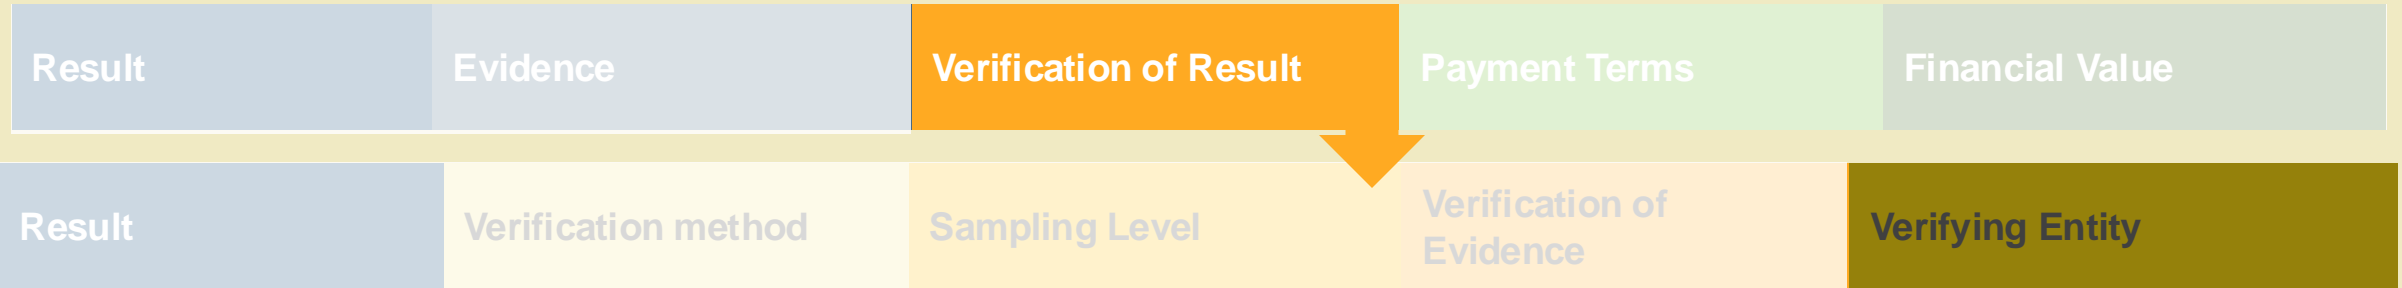 Result
Evidence
Verification of Result
Payment Terms
Financial Value
Result
Verification method
Sampling Level
Verification of
Evidence
Verifying Entity